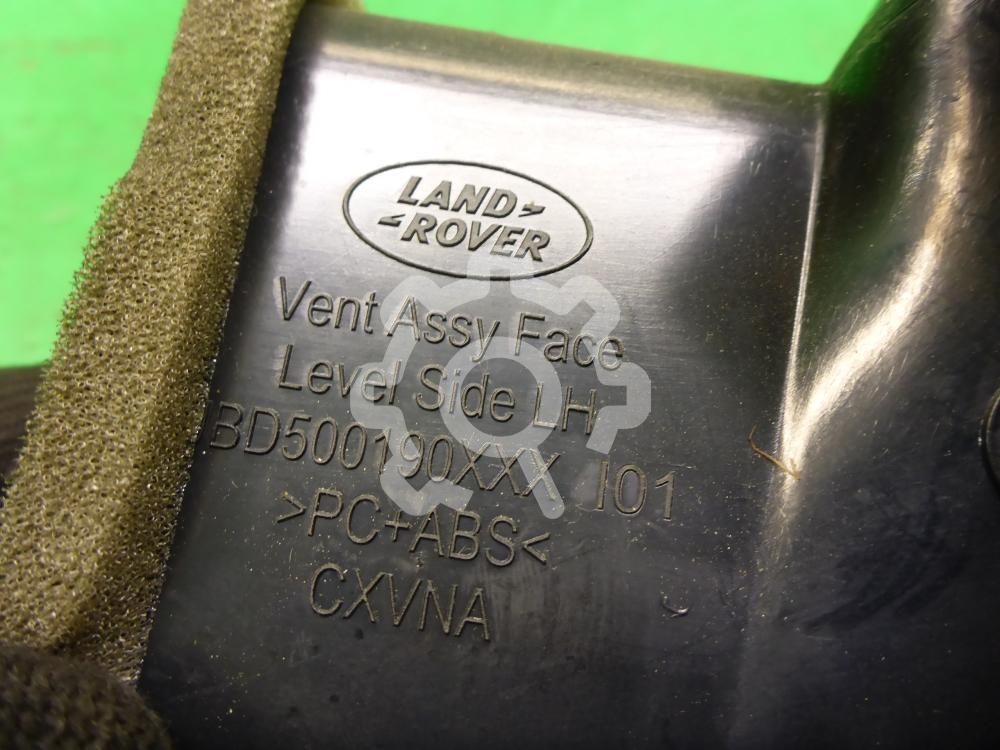 LAND
ROVER
Vent Assy Face
Level Side LH
BD500190XXX I01
>PC+ABS<
CXVNA